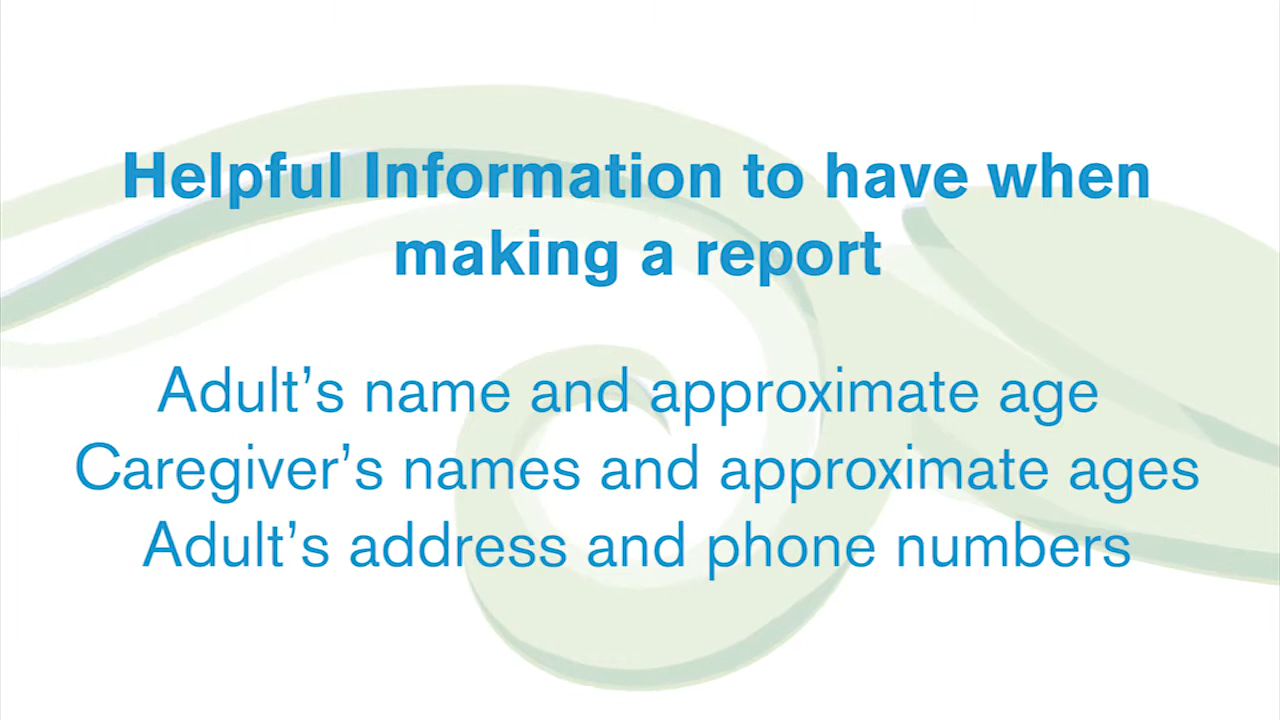 Helpful Information to have when
making a report
Adult’s name and approximate age
Caregiver’s names and approximate ages
Adult’s address and phone numbers